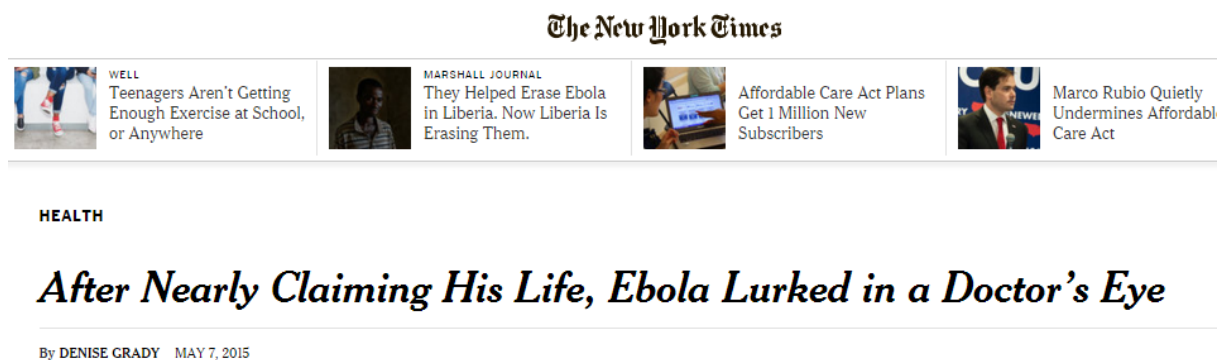 The New York Times
WELL
Teenagers Aren't Getting
Enough Exercise at School,
or Anywhere
MARSHALL JOURNAL
They Helped Erase Ebola
in Liberia. Now Liberia Is
Erasing Them.
Affordable Care Act Plans
Get 1 Million New
Subscribers
Marco Rubio Quietly
Undermines Affordabl
Care Act
HEALTH
After Nearly Claiming His Life, Ebola Lurked in a Doctor's Eye
By DENISE GRADY MAY 7, 2015